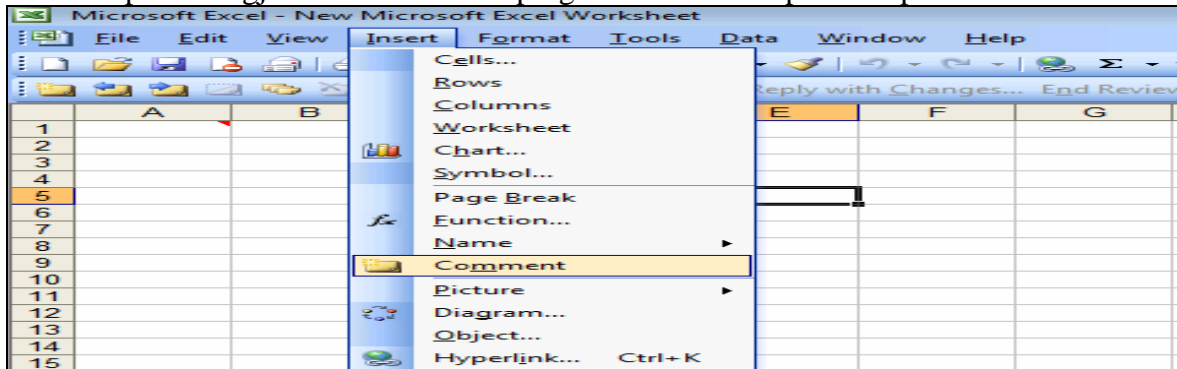 Microsoft Excel - New Microsoft Excel Worksheet
File Edit View Insert Format Tools Data Window Help
Cells...
Rows
Reply with Changes... End Review
Columns
A B E F G
Worksheet
1
2
Chart...
3
4
Symbol...
5
Page Break
6
Function...
7
8
Name
9
Comment
10
11
Picture
12
Diagram...
13
Object...
14
15
Hyperlink... Ctrl+K